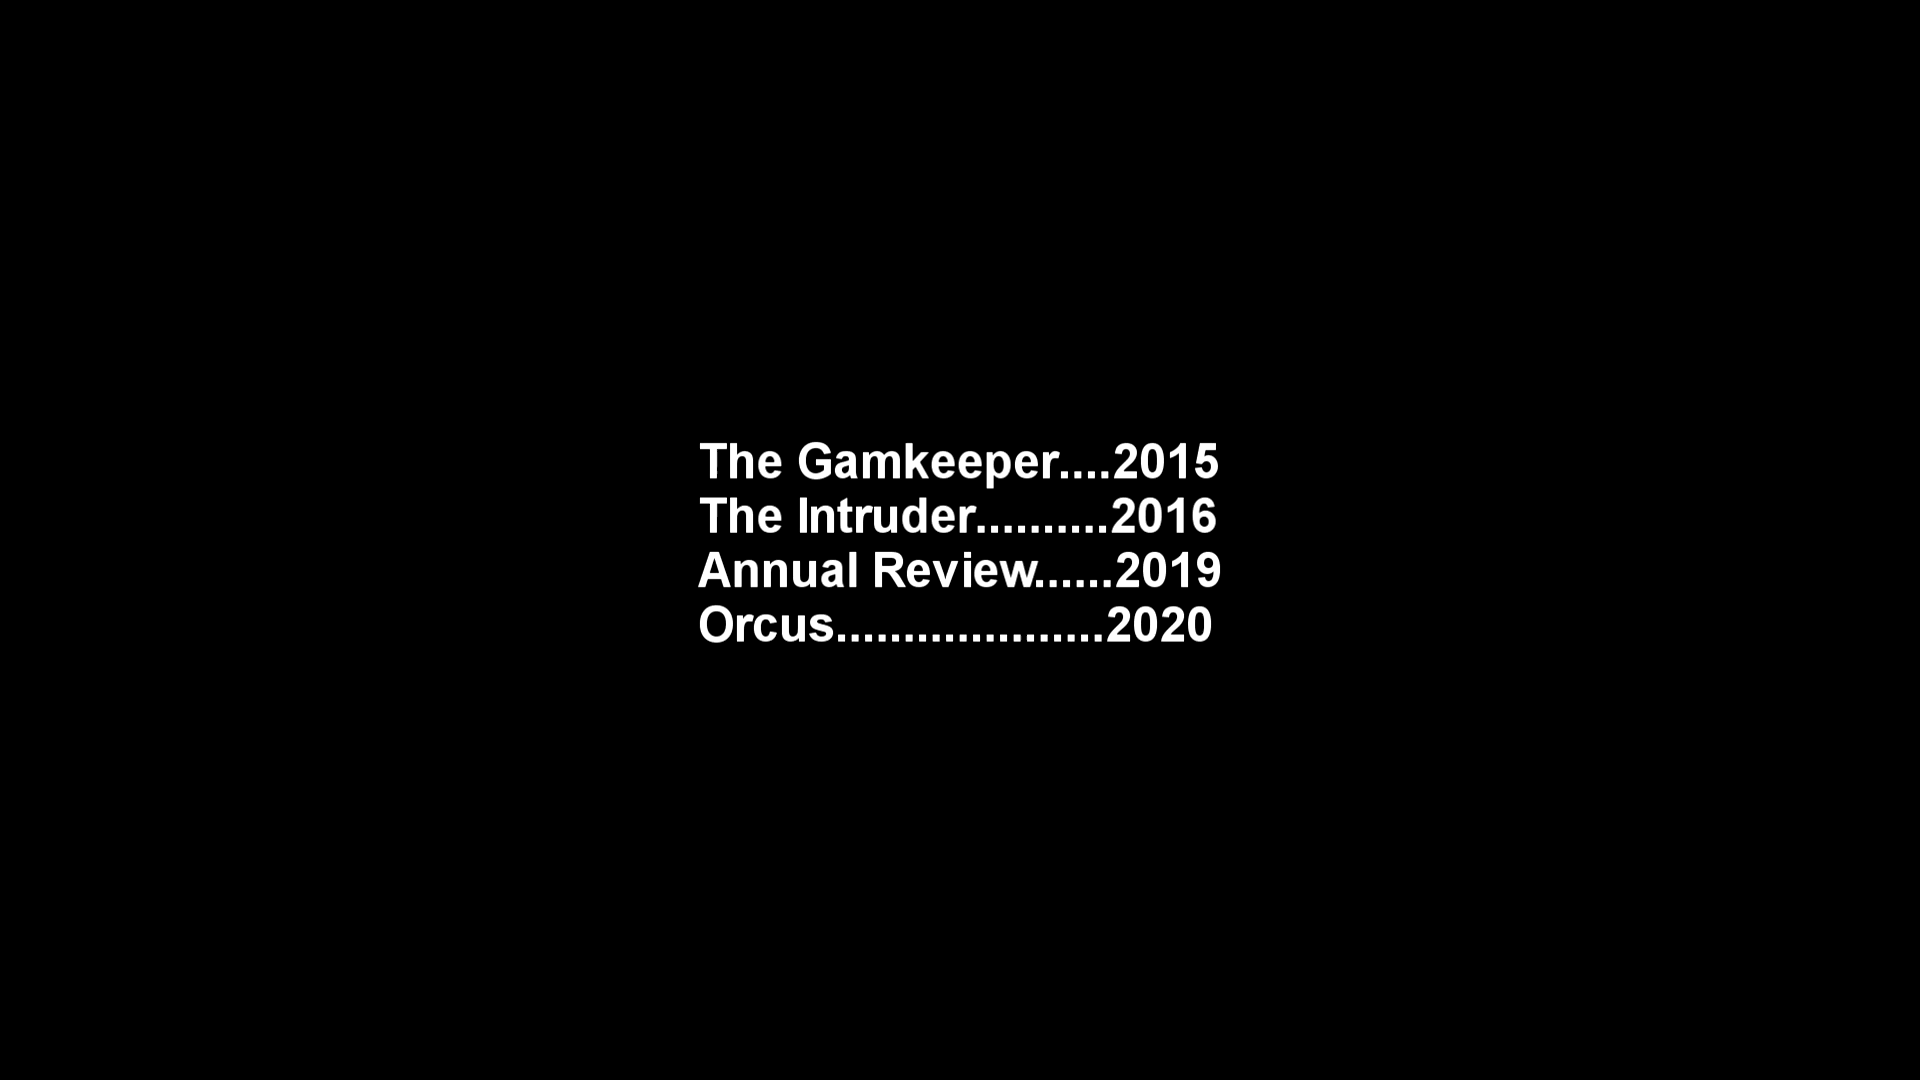 The Gamkeeper....2015
The Intruder..........2016
Annual Review......2019
Orcus....................2020